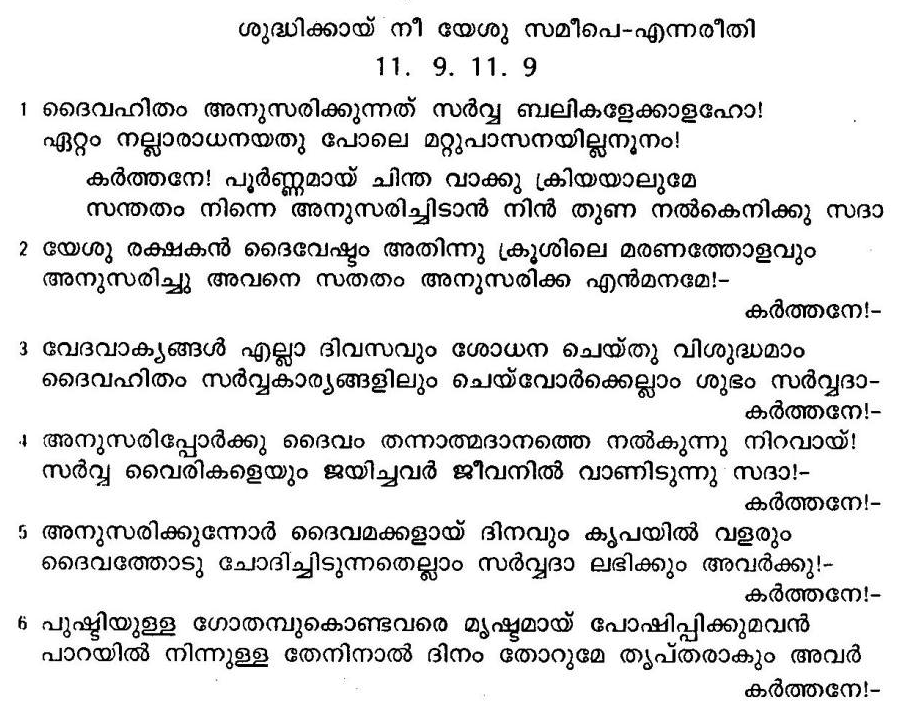 ശുദ്ധിക്കായ് നീ യേശു സമീപെ-എന്നരീതി
11. 9. 11. 9
1 ദൈവഹിതം അനുസരിക്കുന്നത് സർവ്വ ബലികളേക്കാളഹോ!
ഏറ്റം നല്ലാരാധനയതു പോലെ മറ്റുപാസനയില്ലനൂനം!
കർത്തനേ! പൂർണ്ണമായ് ചിന്ത വാക്കു ക്രിയയാലുമേ
സന്തതം നിന്നെ അനുസരിച്ചിടാൻ നിൻ തുണ നൽകെനിക്കു സദാ
2 യേശു രക്ഷകൻ ദൈവേഷ്ടം അതിന്നു ക്രൂശിലെ മരണത്തോളവും
അനുസരിച്ചു അവനെ സതതം അനുസരിക്ക എൻമനമേ!-
കർത്തനേ!-
3 വേദവാക്യങ്ങൾ എല്ലാ ദിവസവും ശോധന ചെയ്തു വിശുദ്ധമാം
ദൈവഹിതം സർവ്വകാര്യങ്ങളിലും ചെയ്‌വോർക്കെല്ലാം ശുഭം സർവ്വദാ-
കർത്തനേ!-
4 അനുസരിപ്പോർക്കു ദൈവം തന്നാത്മദാനത്തെ നൽകുന്നു നിറവായ്!
സർവ്വ വൈരികളെയും ജയിച്ചവർ ജീവനിൽ വാണിടുന്നു സദാ!-
കർത്തനേ!-
5 അനുസരിക്കുന്നോർ ദൈവമക്കളായ് ദിനവും കൃപയിൽ വളരും
ദൈവത്തോടു ചോദിച്ചിടുന്നതെല്ലാം സർവ്വദാ ലഭിക്കും അവർക്കു!-
കർത്തനേ!-
6 പുഷ്ടിയുള്ള ഗോതമ്പുകൊണ്ടവരെ മൃഷ്ടമായ് പോഷിപ്പിക്കുമവൻ
പാറയിൽ നിന്നുള്ള തേനിനാൽ ദിനം തോറുമേ തൃപ്തരാകും അവർ
കർത്തനേ!-